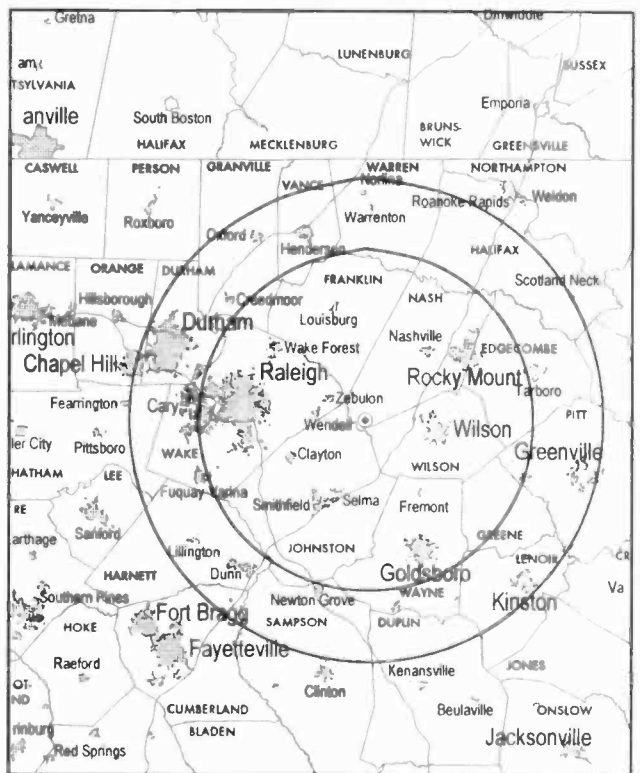 Gretna
Dinwiddie
LUNENBURG
am,
SUSSEX
TSYLVANIA
Emporia
anville
South Boston
BRUNS-
WICK
HALIFAX
MECKLENBURG
GREENSVILLE
CASWELL
PERSON
GRANVILLE
WARREN
NORTHAMPTON
VANCE
Norlina
Weldon
Roanoke Rapids
Yanceyville
Roxboro
Warrenton
Oxford
Henderson
HALIFAX
LAMANCE
ORANGE
DURHAM
FRANKLIN
Scotland Neck
Hillsborough
Creedmoor
NASH
Mebane
Louisburg
rlington
Durham
Nashville
EDGECOMBE
Chapel Hill
Wake Forest
Raleigh
Rocky Mount
Tarboro
Fearrington
Cary
Zebulon
PITT
Wendell
ler City
Pittsboro
Wilson
WAKE
Clayton
Greenville
HATHAM
LEE
WILSON
Fuquay Varina
Smithfield
Selma
Fremont
RE
Sanford
GREENE
arthage
Lillington
JOHNSTON
LENOIR
CR
HARNETT
Dunn
Goldsboro
Va
Southern Pines
Newton Grove
WAYNE
Kinston
Fort Bragg
HOKE
SAMPSON
DUPLIN
Fayetteville
Raeford
Kenansville
JONES
OT-
ND
Clinton
CUMBERLAND
Beulaville
ONSLOW
BLADEN
rinburg
Red Springs
Jacksonville